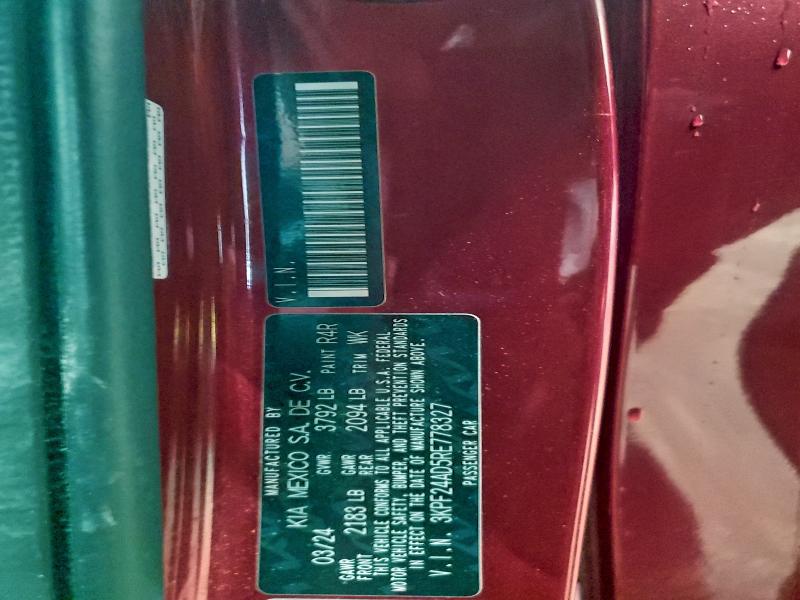 MANUFACTURED BY
KIA MEXICO S.A. DE C.V.
03/24 GVWR 3792 LB PAINT R4R
GAWR FRONT 2183 LB GAWR REAR 2094 LB TRIM WK
THIS VEHICLE CONFORMS TO ALL APPLICABLE U.S.A. FEDERAL
MOTOR VEHICLE SAFETY, BUMPER, AND THEFT PREVENTION STANDARDS
IN EFFECT ON THE DATE OF MANUFACTURE SHOWN ABOVE.
V.I.N. 3KPF24AD5RE778327
PASSENGER CAR
V.I.N.